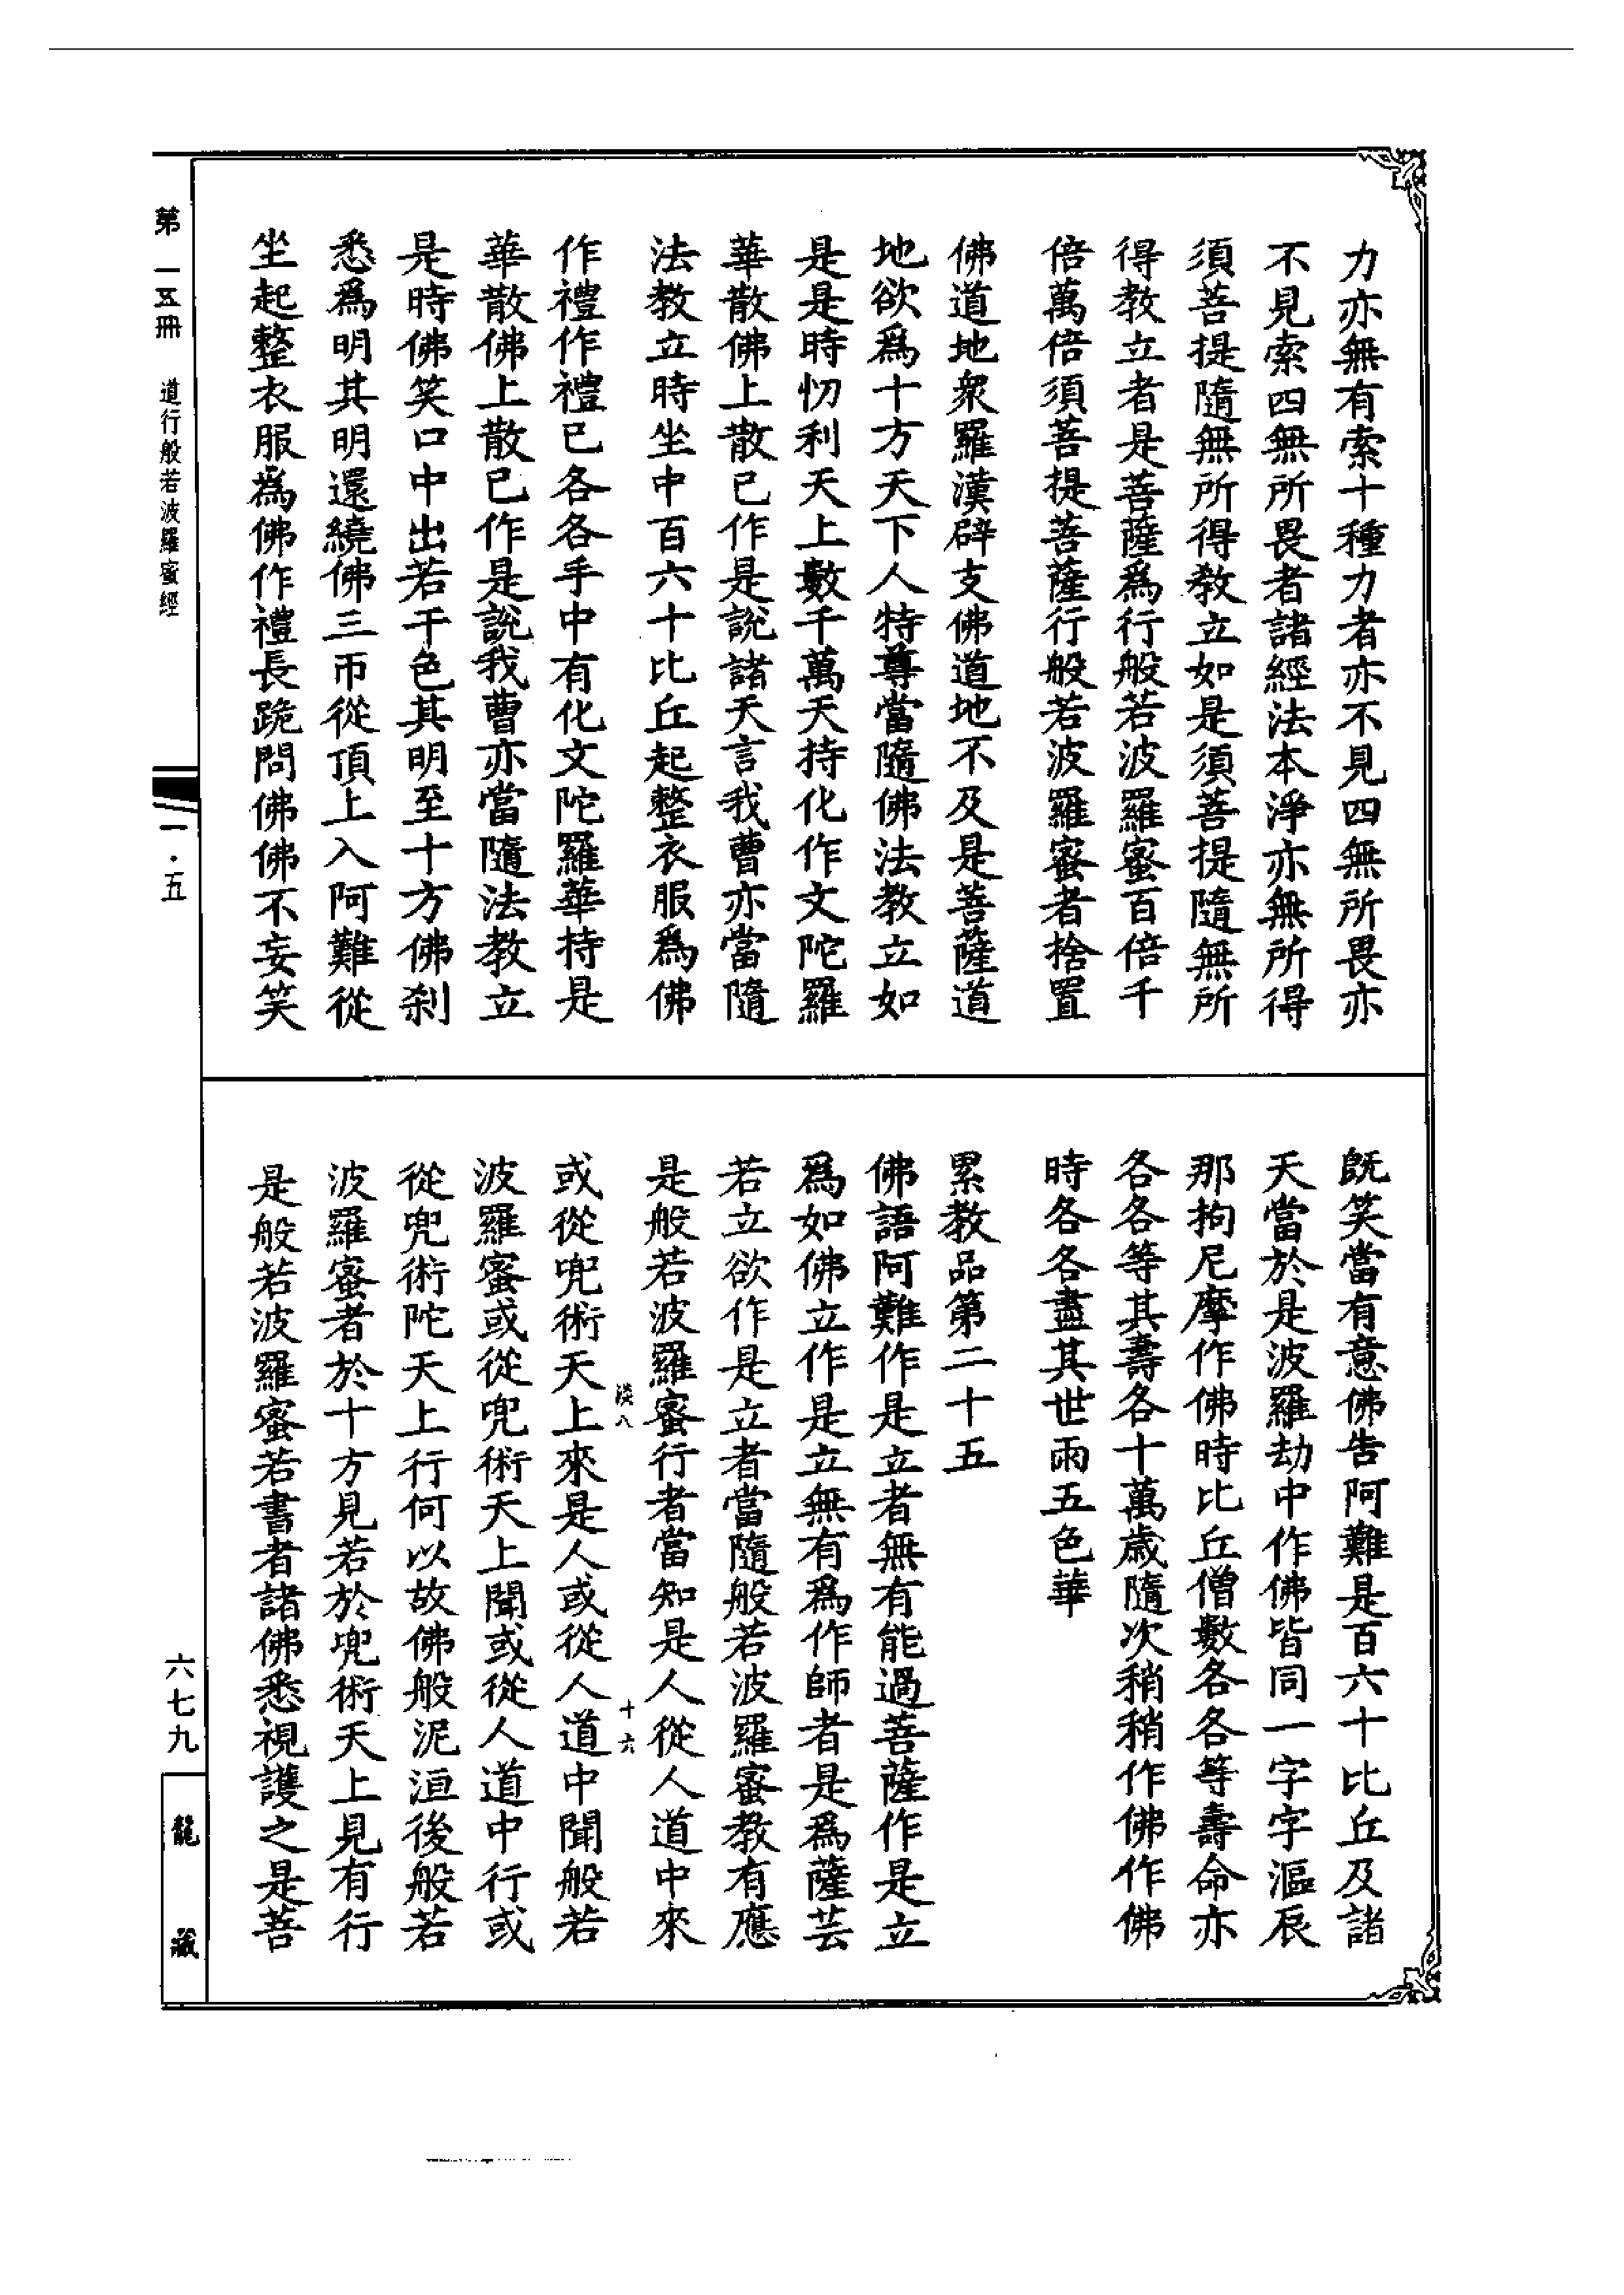 力亦無有索十種力者亦不見四無所畏亦
不見索四無所畏者諸經法本淨亦無所得
須菩提隨無所得教立如是須菩提隨無所
得教立者是菩薩爲行般若波羅蜜百倍千
倍萬倍須菩提菩薩行般若波羅蜜者捨置
佛道地衆羅漢辟支佛道地不及是菩薩道
地欲爲十方天下人特尊當隨佛法教立如
是是時忉利天上數千萬天持化作文陀羅
華散佛上散已作是說諸天言我曹亦當隨
法教立時坐中百六十比丘起整衣服爲佛
作禮作禮已各各手中有化文陀羅華持是
華散佛上散已作是說我曹亦當隨法教立
是時佛笑口中出若干色其明至十方佛刹
悉爲明其明還繞佛三帀從頂上入阿難從
坐起整衣服爲佛作禮長跪問佛佛不妄笑
既笑當有意佛告阿難是百六十比丘及諸
天當於是波羅劫中作佛皆同一字字漚辰
那拘尼摩作佛時比丘僧數各各等壽命亦
各各等其壽各十萬歲隨次稍稍作佛作佛
時各各盡其世雨五色華
累教品第二十五
佛語阿難作是立者無有能過菩薩作是立
爲如佛立作是立無有爲作師者是爲薩芸
若立欲作是立者當隨般若波羅蜜教有應
是般若波羅蜜行者當知是人從人道中來
淡八
十六
或從兜術天上來是人或從人道中聞般若
波羅蜜或從兜術天上聞或從人道中行或
從兜術陀天上行何以故佛般泥洹後般若
波羅蜜者於十方見若於兜術天上見有行
是般若波羅蜜若書者諸佛悉視護之是菩
第一五冊
道行般若波羅蜜經
一·五
六七九
龍藏